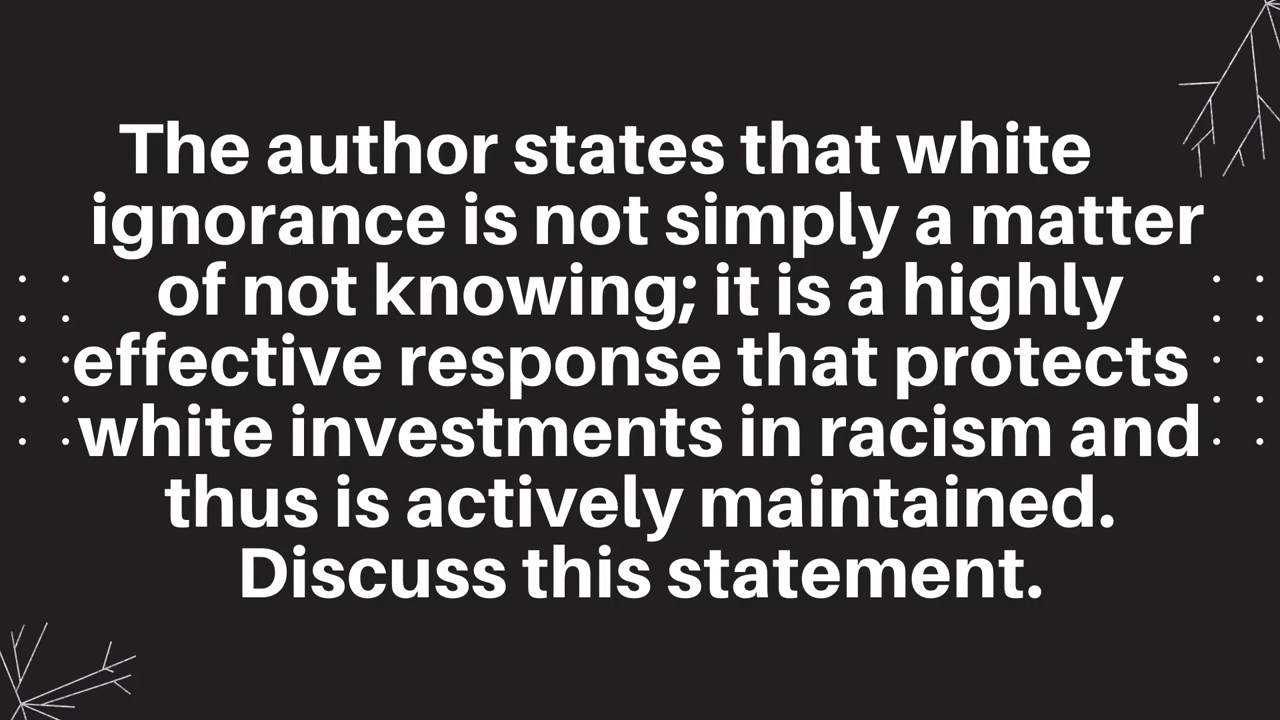 The author states that white
ignorance is not simply a matter
of not knowing; it is a highly
effective response that protects
white investments in racism and
thus is actively maintained.
Discuss this statement.